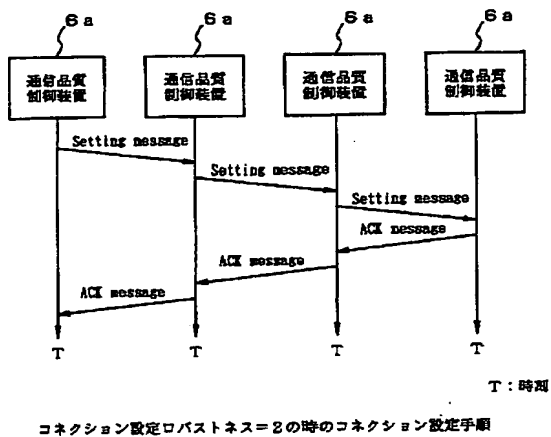 6a
6a
6a
6a
通信品質
制御装置
通信品質
制御装置
通信品質
制御装置
通信品質
制御装置
Setting message
Setting message
Setting message
ACK message
ACK message
ACK message
T
T
T
T
T:時刻
コネクション設定ロバストネス=2の時のコネクション設定手順